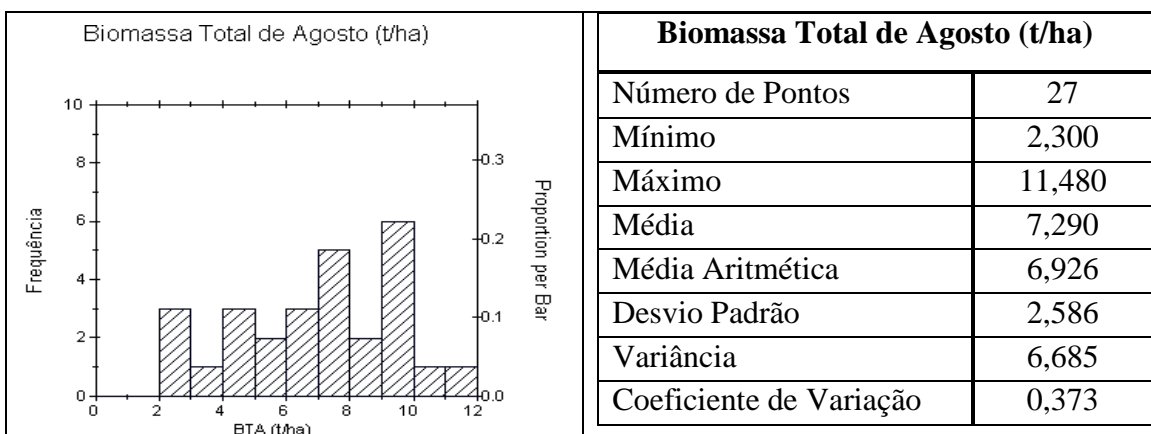 Biomassa Total de Agosto (t/ha)
10
8
6
4
2
0
Frequência
0.3
0.2
0.1
0.0
Proportion per Bar
0 2 4 6 8 10 12
BTA (t/ha)
Biomassa Total de Agosto (t/ha)
Número de Pontos 27
Mínimo 2,300
Máximo 11,480
Média 7,290
Média Aritmética 6,926
Desvio Padrão 2,586
Variância 6,685
Coeficiente de Variação 0,373